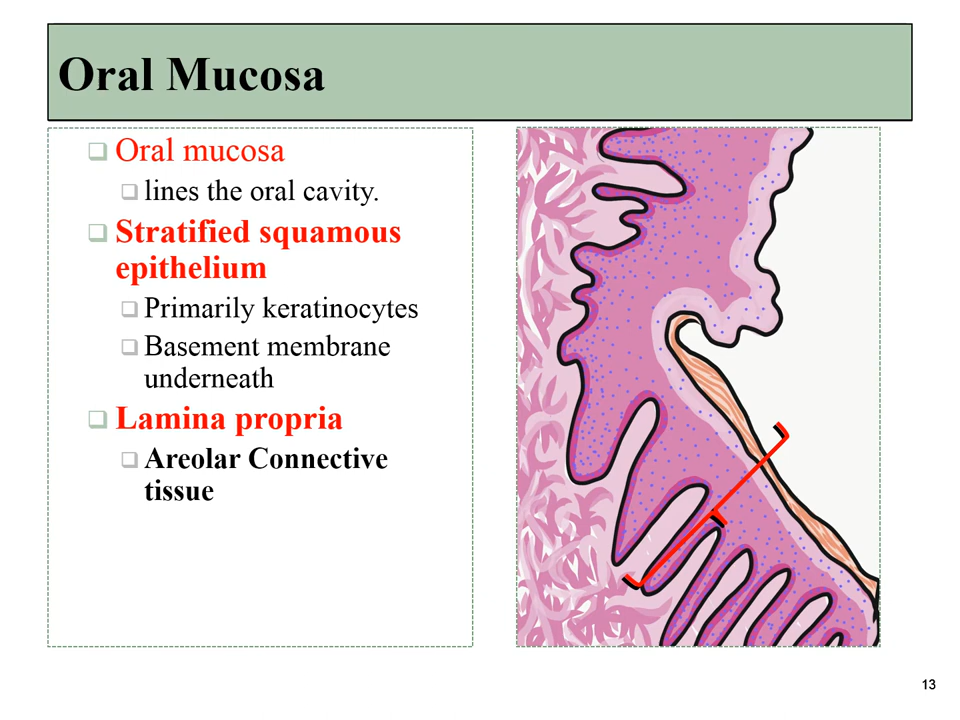 Oral Mucosa
Oral mucosa
lines the oral cavity.
Stratified squamous
epithelium
Primarily keratinocytes
Basement membrane
underneath
Lamina propria
Areolar Connective
tissue
13